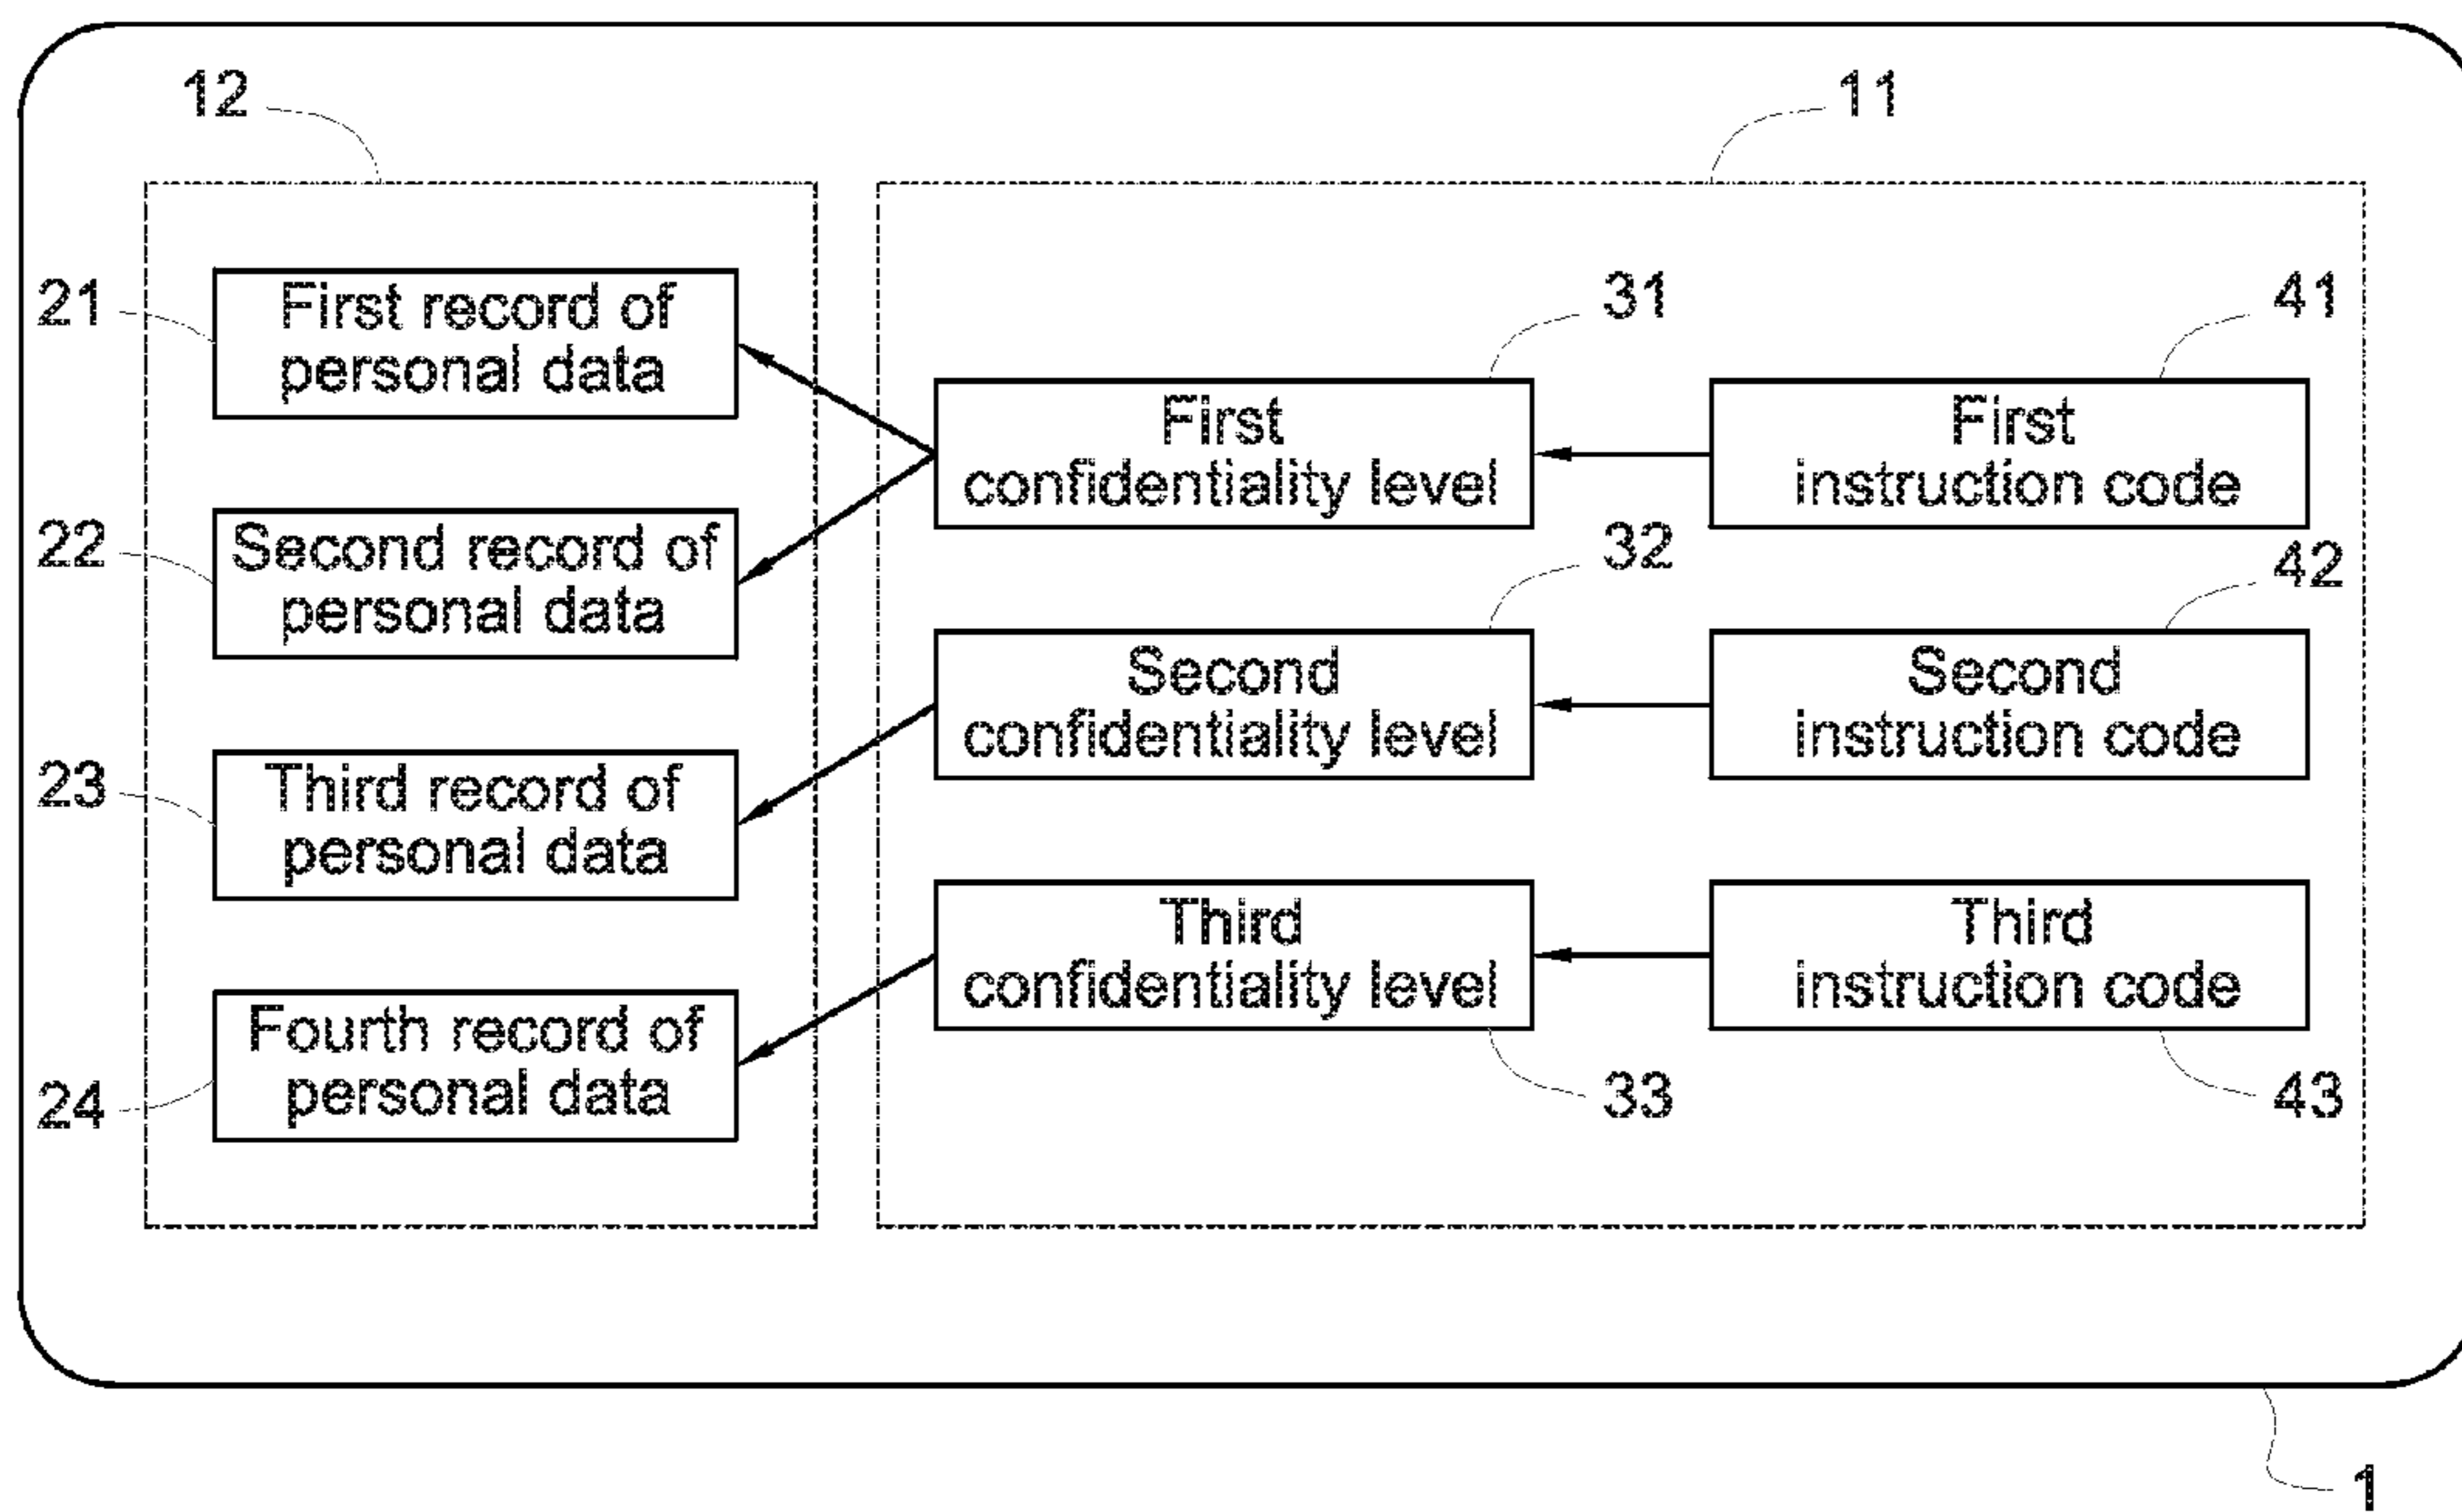 12
11
21
First record of
personal data
31
First
confidentiality level
41
First
instruction code
22
Second record of
personal data
32
Second
confidentiality level
42
Second
instruction code
23
Third record of
personal data
Third
confidentiality level
33
Third
instruction code
43
Fourth record of
personal data
24
1